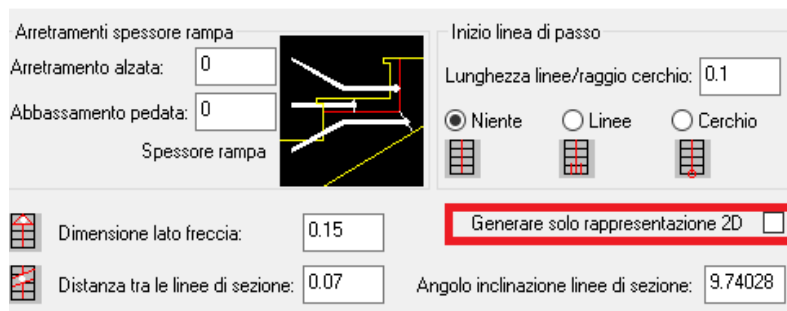 Arretramenti spessore rampa
Arretramento alzata: 0
Abbassamento pedata: 0
Spessore rampa
Inizio linea di passo
Lunghezza linee/raggio cerchio: 0.1
Niente Linee Cerchio
Dimensione lato freccia: 0.15
Generare solo rappresentazione 2D
Distanza tra le linee di sezione: 0.07
Angolo inclinazione linee di sezione: 9.74028